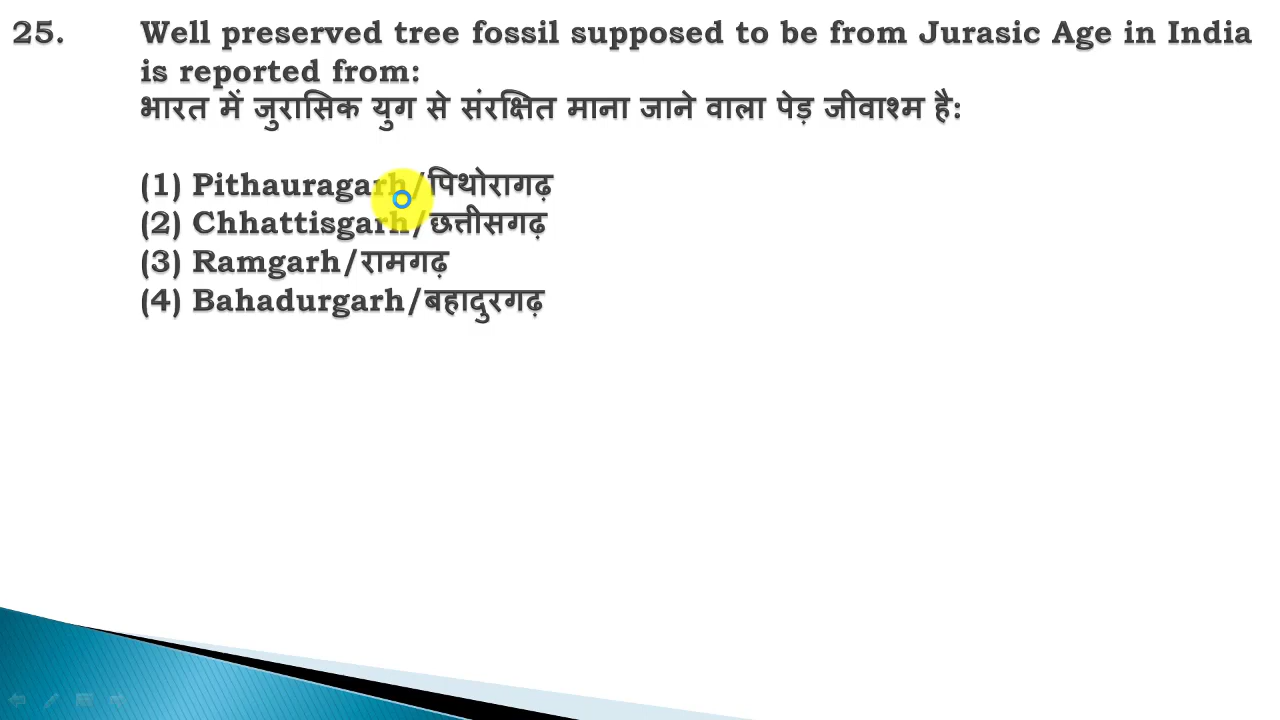 25. Well preserved tree fossil supposed to be from Jurasic Age in India
is reported from:
भारत में जुरासिक युग से संरक्षित माना जाने वाला पेड़ जीवाश्म है:
(1) Pithauragarh/पिथोरागढ़
(2) Chhattisgarh/छत्तीसगढ़
(3) Ramgarh/रामगढ़
(4) Bahadurgarh/बहादुरगढ़